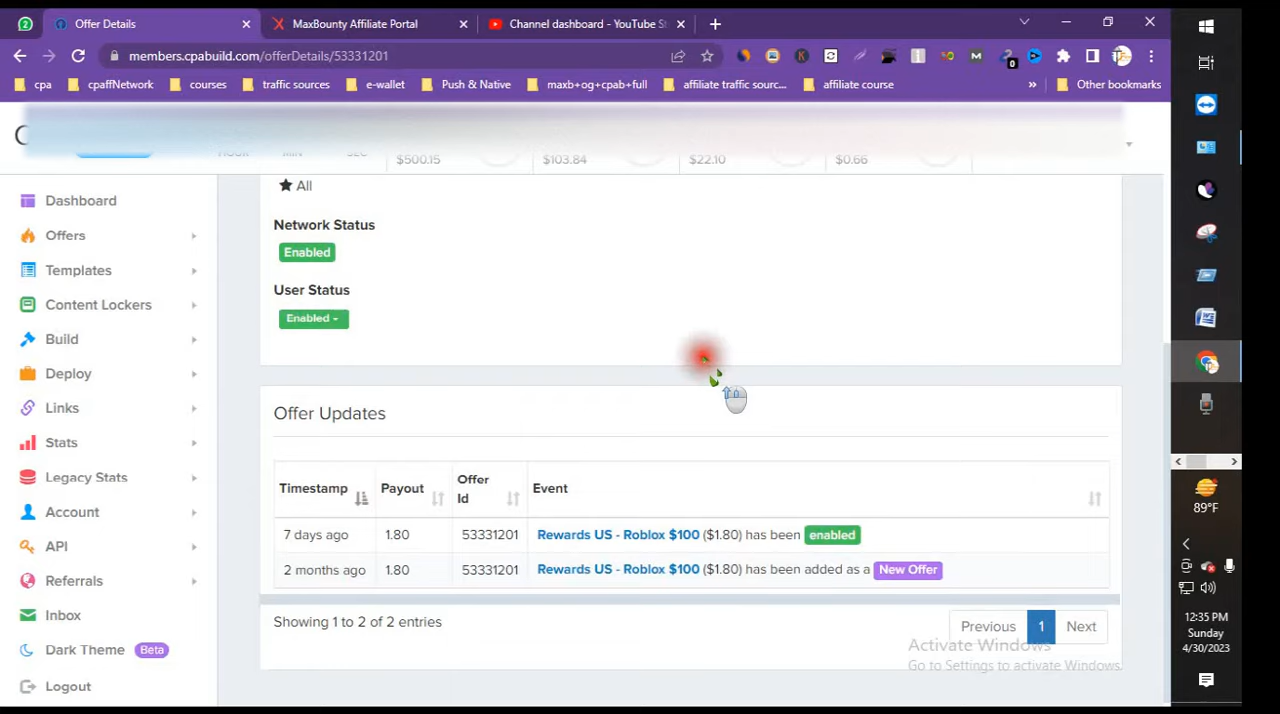 2
Offer Details
MaxBounty Affiliate Portal
Channel dashboard - YouTube St
members.cpabuild.com/offerDetails/53331201
0
cpa
cpaffNetwork
courses
traffic sources
e-wallet
Push & Native
maxb+og+cpab+full
affiliate traffic sourc...
affiliate course
»
Other bookmarks
HOUR MIN SEC
$500.15
$103.84
$22.10
$0.66
Dashboard
Offers
Templates
Content Lockers
Build
Deploy
Links
Stats
Legacy Stats
Account
API
Referrals
Inbox
Dark Theme Beta
Logout
All
Network Status
Enabled
User Status
Enabled
Offer Updates
Timestamp Payout Offer Id Event
7 days ago 1.80 53331201 Rewards US - Roblox $100 ($1.80) has been enabled
2 months ago 1.80 53331201 Rewards US - Roblox $100 ($1.80) has been added as a New Offer
Showing 1 to 2 of 2 entries
Previous 1 Next
Activate Windows
Go to Settings to activate Windows.
89°F
12:35 PM
Sunday
4/30/2023